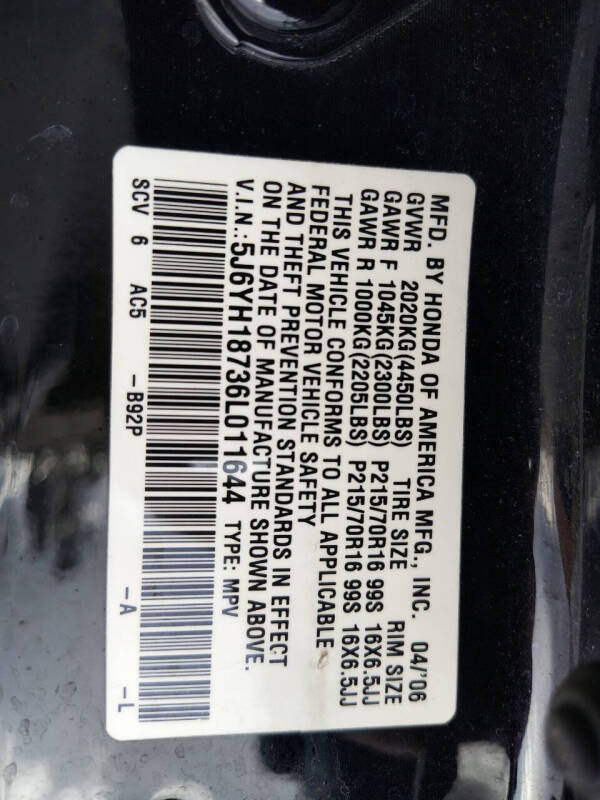 MFD. BY HONDA OF AMERICA MFG., INC. 04/'06
GVWR 2020KG(4450LBS) TIRE SIZE RIM SIZE
GAWR F 1045KG(2300LBS) P215/70R16 99S 16X6.5JJ
GAWR R 1000KG(2205LBS) P215/70R16 99S 16X6.5JJ
THIS VEHICLE CONFORMS TO ALL APPLICABLE
FEDERAL MOTOR VEHICLE SAFETY
AND THEFT PREVENTION STANDARDS IN EFFECT
ON THE DATE OF MANUFACTURE SHOWN ABOVE.
V.I.N.:5J6YH18736L011644 TYPE: MPV
SCV 6 AC5 -B92P -A -L